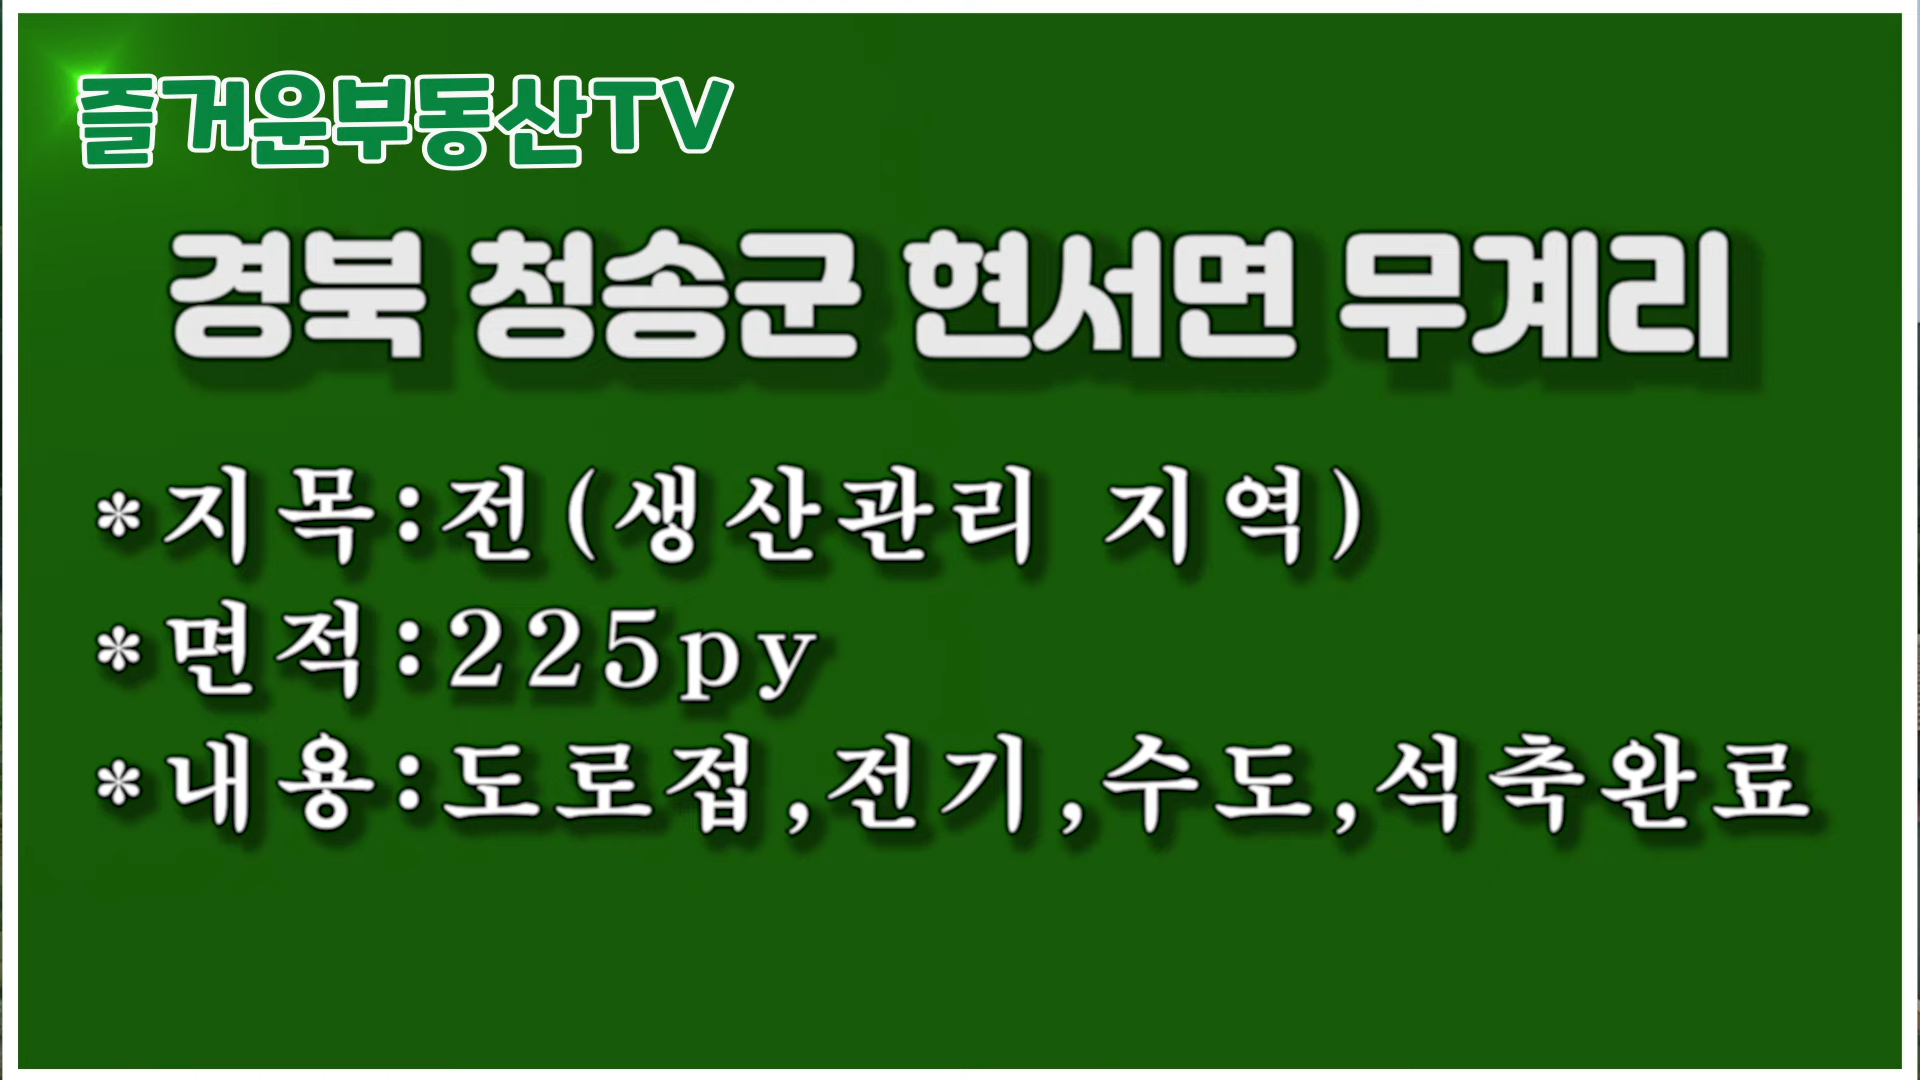 즐거운부동산TV
경북 청송군 현서면 무계리
*지목:전(생산관리 지역)
*면적:225py
*내용:도로접,전기,수도,석축완료